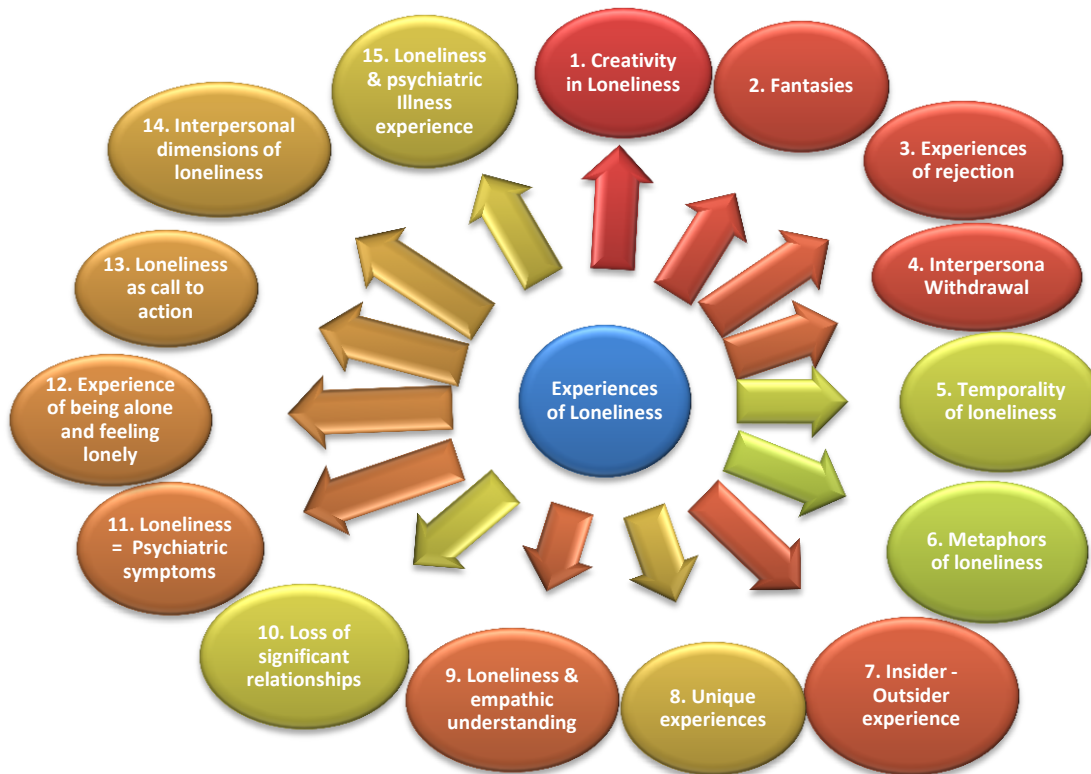 Experiences
of Loneliness
1. Creativity
in Loneliness
2. Fantasies
3. Experiences
of rejection
4. Interpersona
Withdrawal
5. Temporality
of loneliness
6. Metaphors
of loneliness
7. Insider -
Outsider
experience
8. Unique
experiences
9. Loneliness &
empathic
understanding
10. Loss of
significant
relationships
11. Loneliness
= Psychiatric
symptoms
12. Experience
of being alone
and feeling
lonely
13. Loneliness
as call to
action
14. Interpersonal
dimensions of
loneliness
15. Loneliness
& psychiatric
Illness
experience